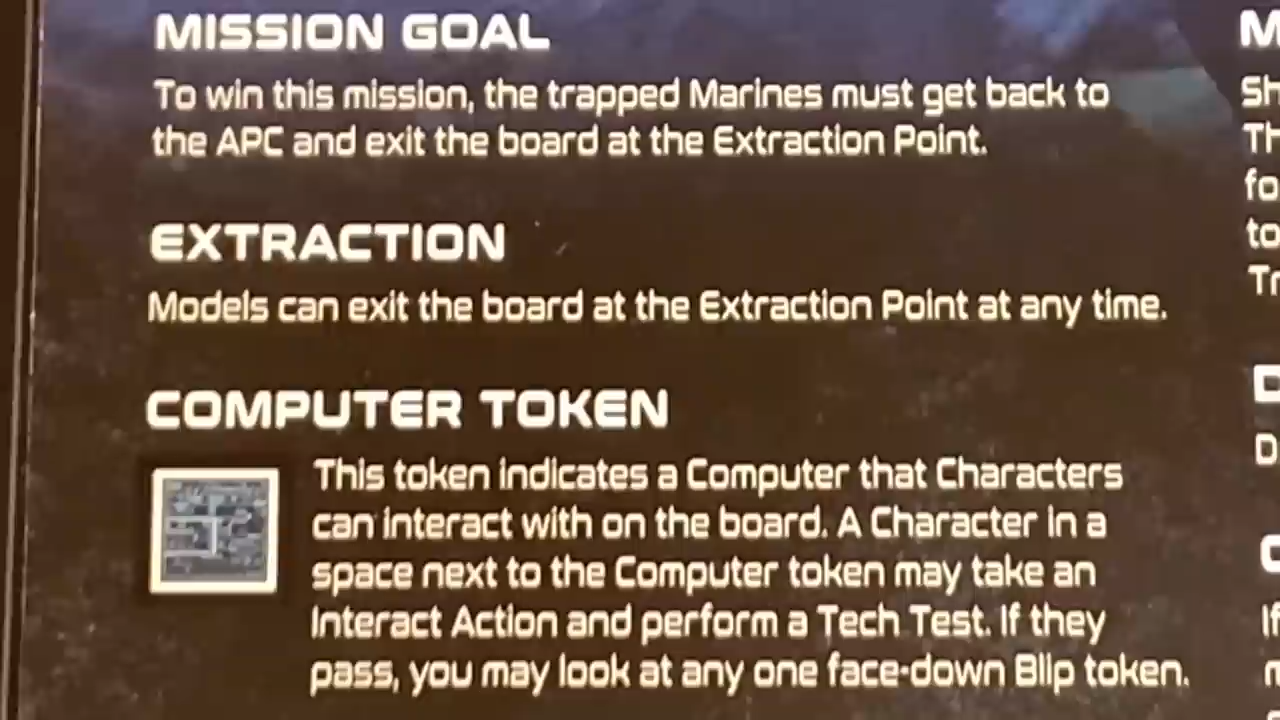 MISSION GOAL
To win this mission, the trapped Marines must get back to
the APC and exit the board at the Extraction Point.
EXTRACTION
Models can exit the board at the Extraction Point at any time.
COMPUTER TOKEN
This token indicates a Computer that Characters
can interact with on the board. A Character in a
space next to the Computer token may take an
Interact Action and perform a Tech Test. If they
pass, you may look at any one face-down Blip token.